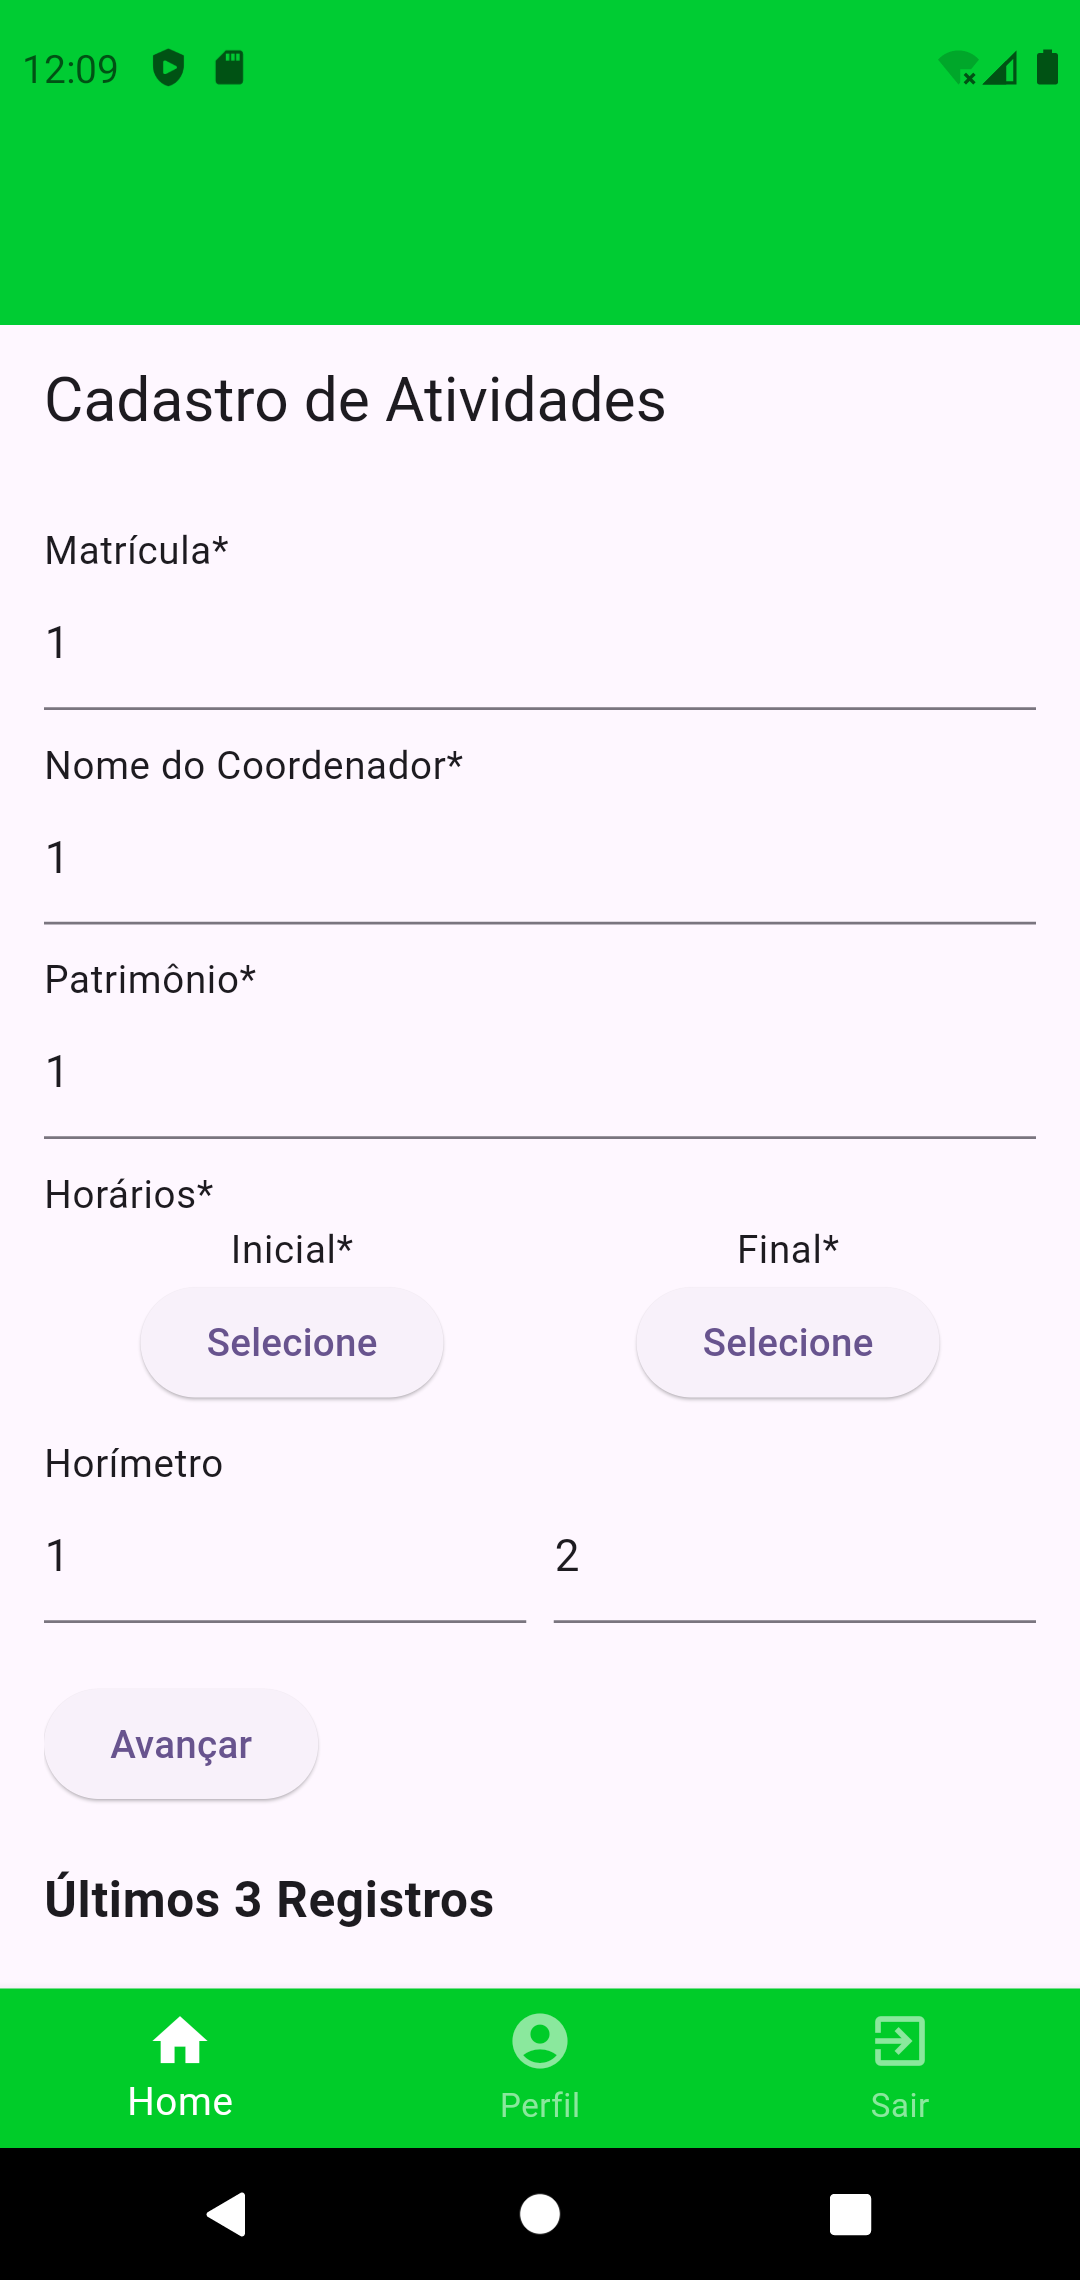 12:09
Cadastro de Atividades
Matrícula*
1
Nome do Coordenador*
1
Patrimônio*
1
Horários*
Inicial* Final*
Selecione Selecione
Horímetro
1 2
Avançar
Últimos 3 Registros
Home Perfil Sair